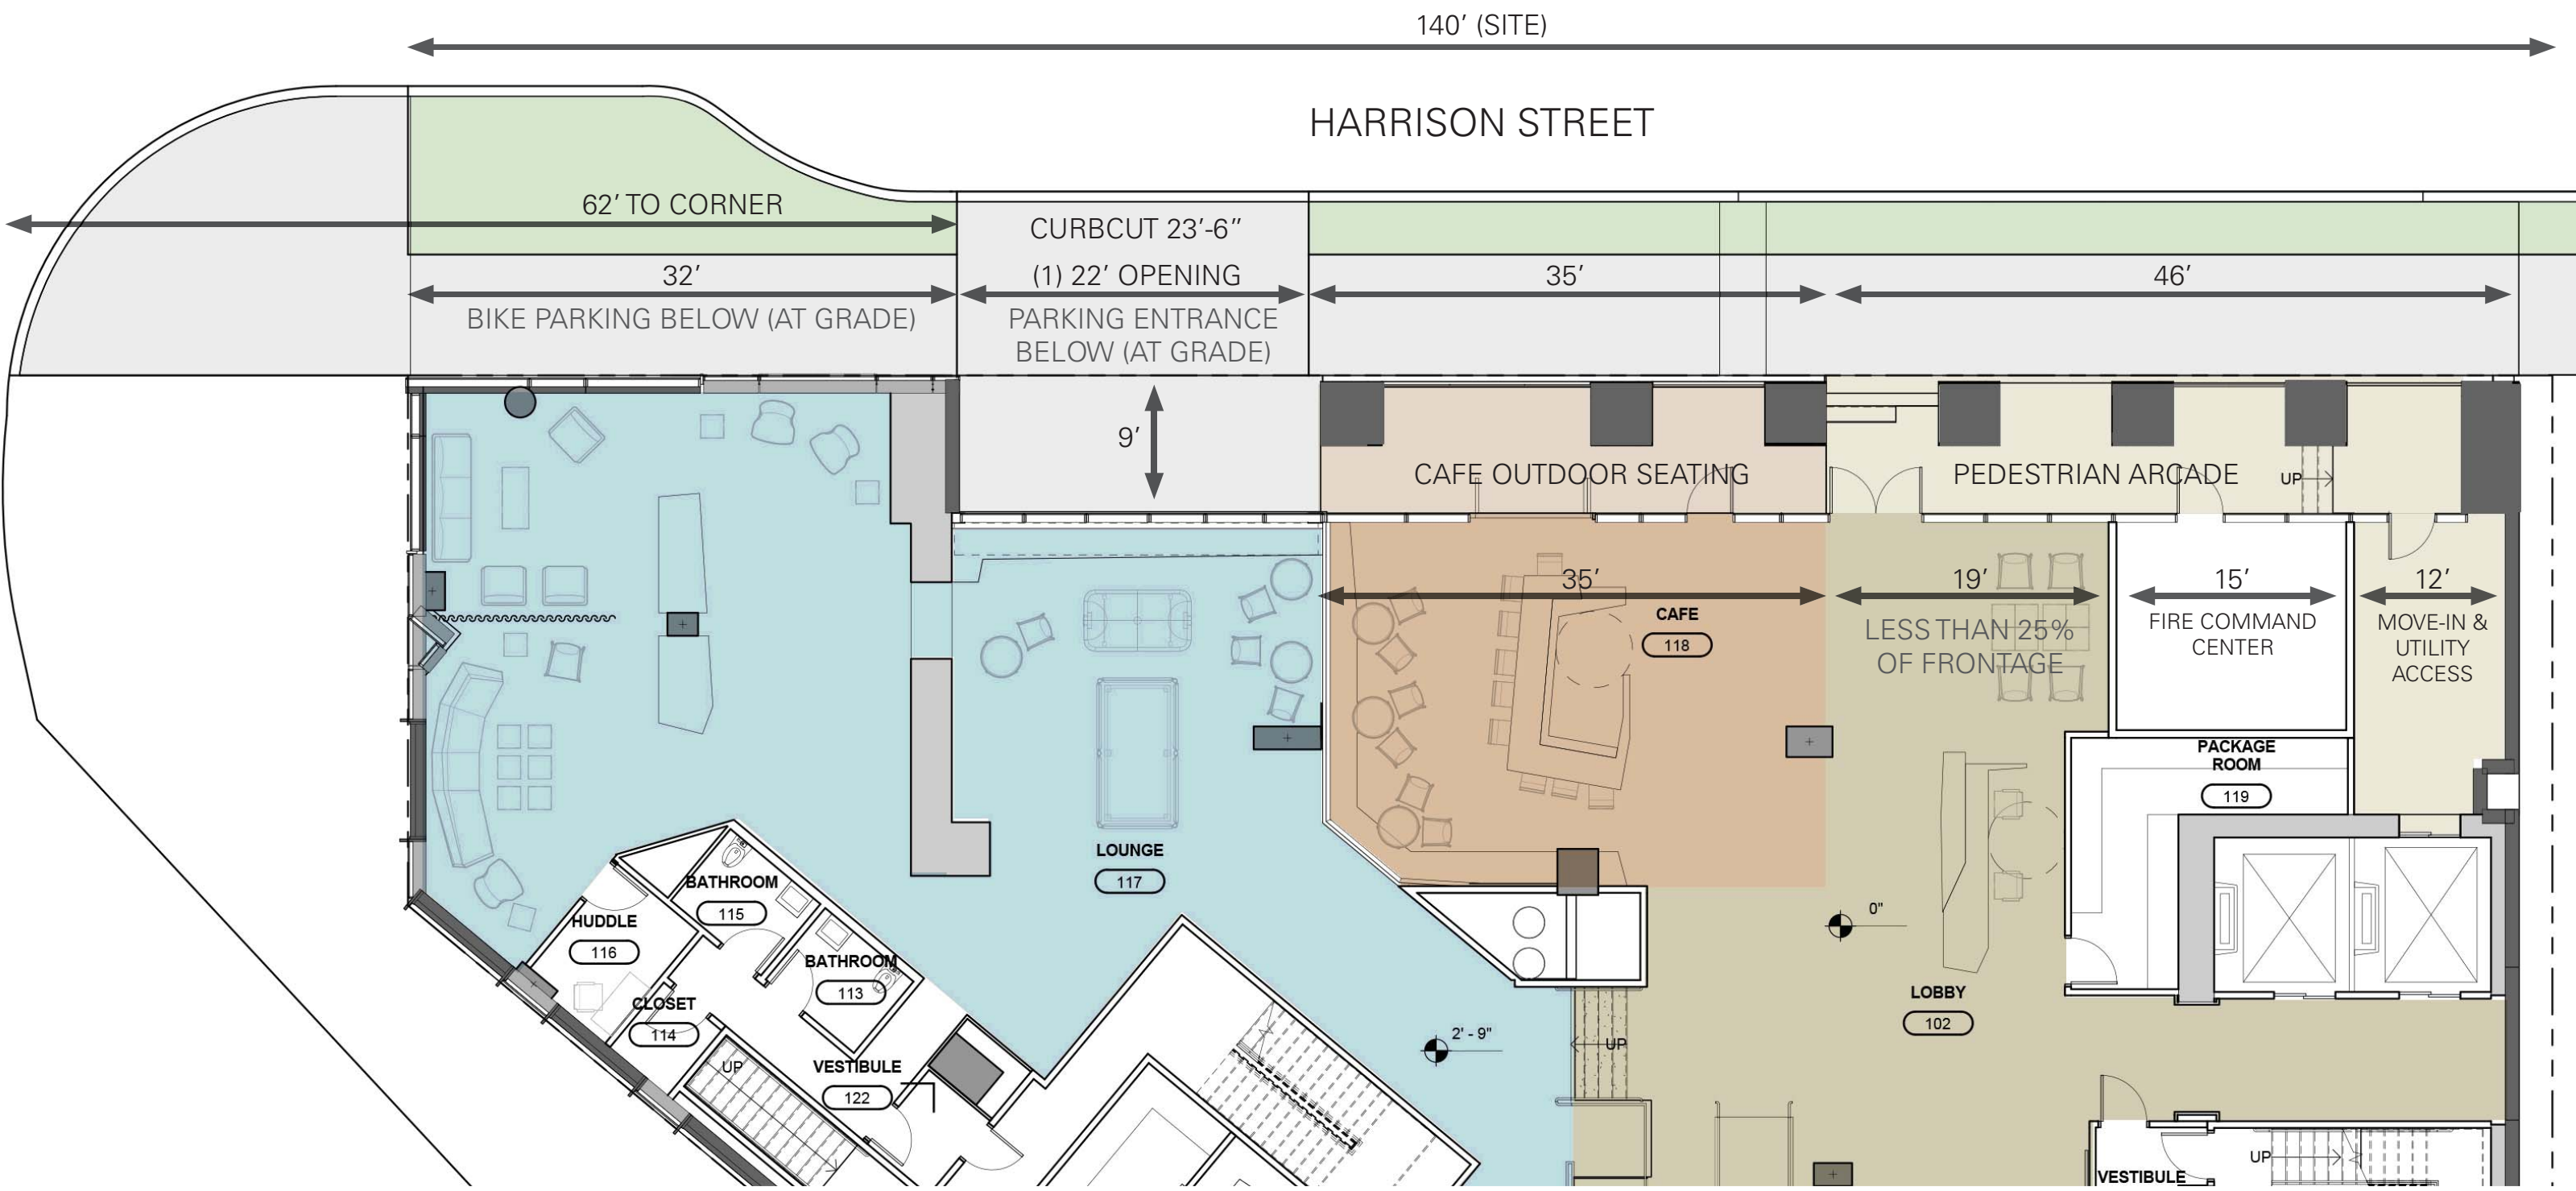 140' (SITE)
HARRISON STREET
62' TO CORNER
CURBCUT 23'-6"
32'
(1) 22' OPENING
35'
46'
BIKE PARKING BELOW (AT GRADE)
PARKING ENTRANCE
BELOW (AT GRADE)
9'
CAFE OUTDOOR SEATING
PEDESTRIAN ARCADE
UP
35'
19'
15'
12'
CAFE
118
LESS THAN 25%
OF FRONTAGE
FIRE COMMAND
CENTER
MOVE-IN &
UTILITY
ACCESS
PACKAGE
ROOM
119
LOUNGE
117
BATHROOM
115
HUDDLE
116
BATHROOM
113
CLOSET
114
0"
LOBBY
102
2' - 9"
UP
UP
VESTIBULE
122
UP
VESTIBULE